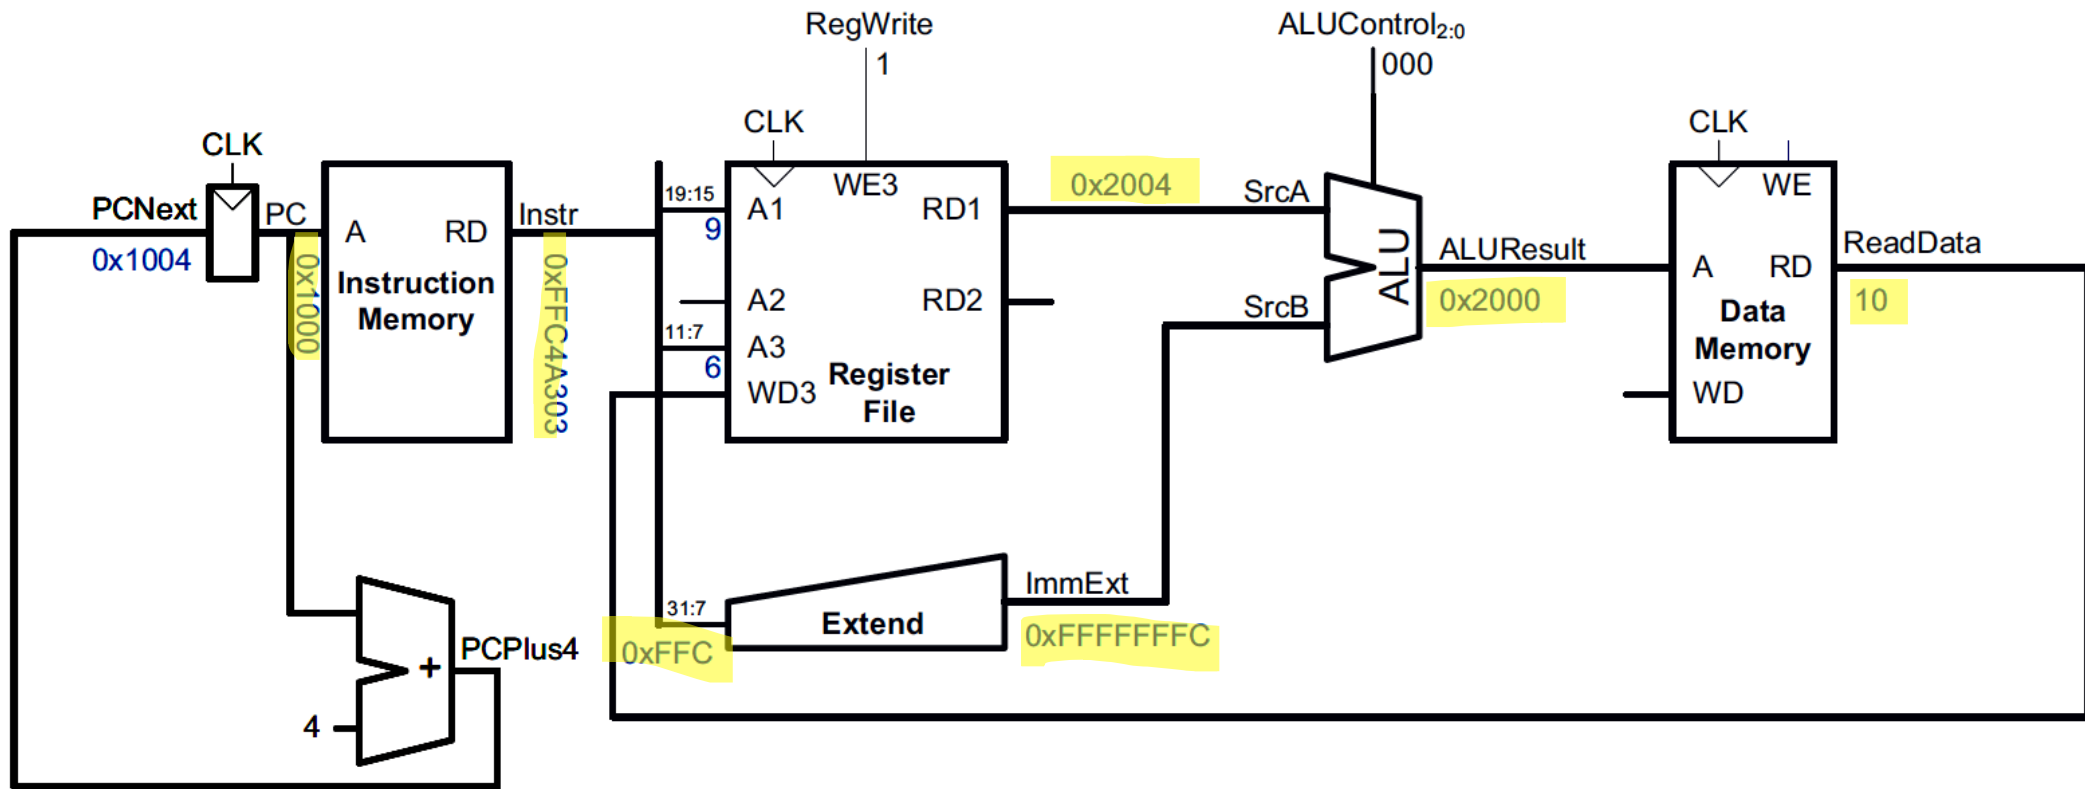 RegWrite
1
ALUControl2:0
000
CLK
PCNext
0x1004
PC
0x1000
A
RD
Instruction
Memory
Instr
0xFFC4A303
19:15
9
11:7
6
31:7
0xFFC
CLK
WE3
A1
RD1
A2
RD2
A3
WD3
Register
File
0x2004
SrcA
SrcB
ALU
ALUResult
0x2000
CLK
WE
A
RD
Data
Memory
WD
ReadData
10
Extend
ImmExt
0xFFFFFFFC
PCPlus4
+
4